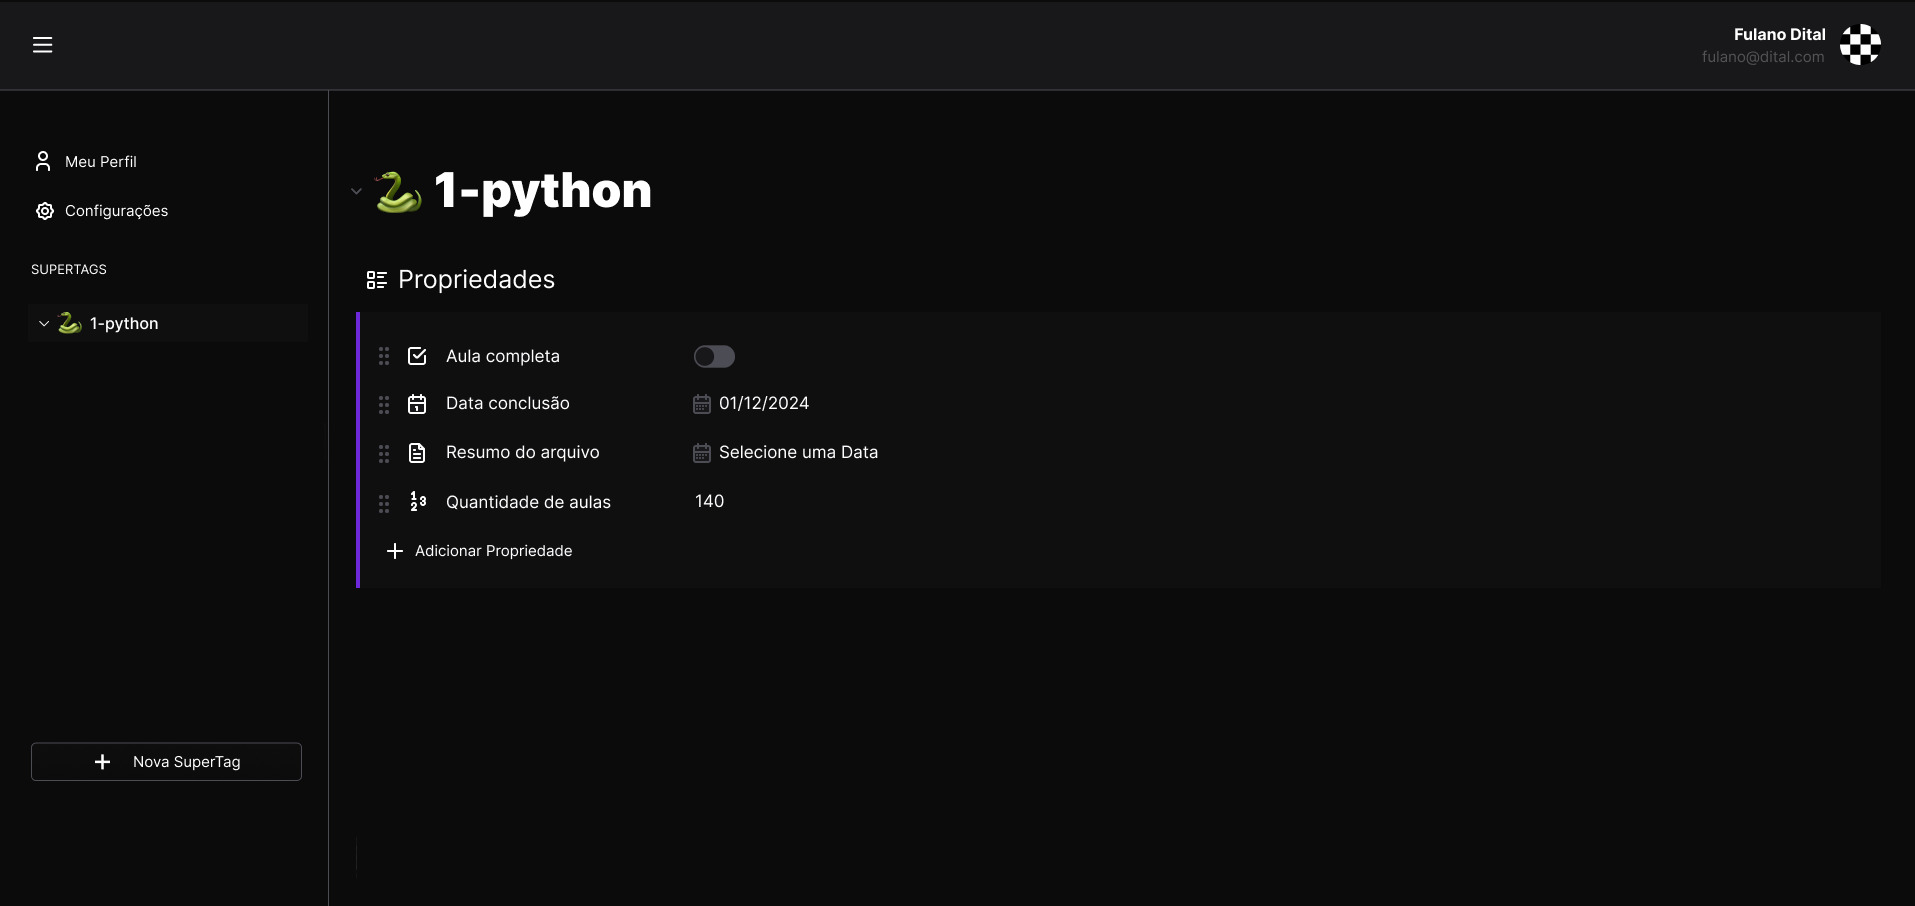 Fulano Dital
fulano@dital.com
Meu Perfil
Configurações
SUPERTAGS
1-python
Nova SuperTag
1-python
Propriedades
Aula completa
Data conclusão 01/12/2024
Resumo do arquivo Selecione uma Data
Quantidade de aulas 140
Adicionar Propriedade